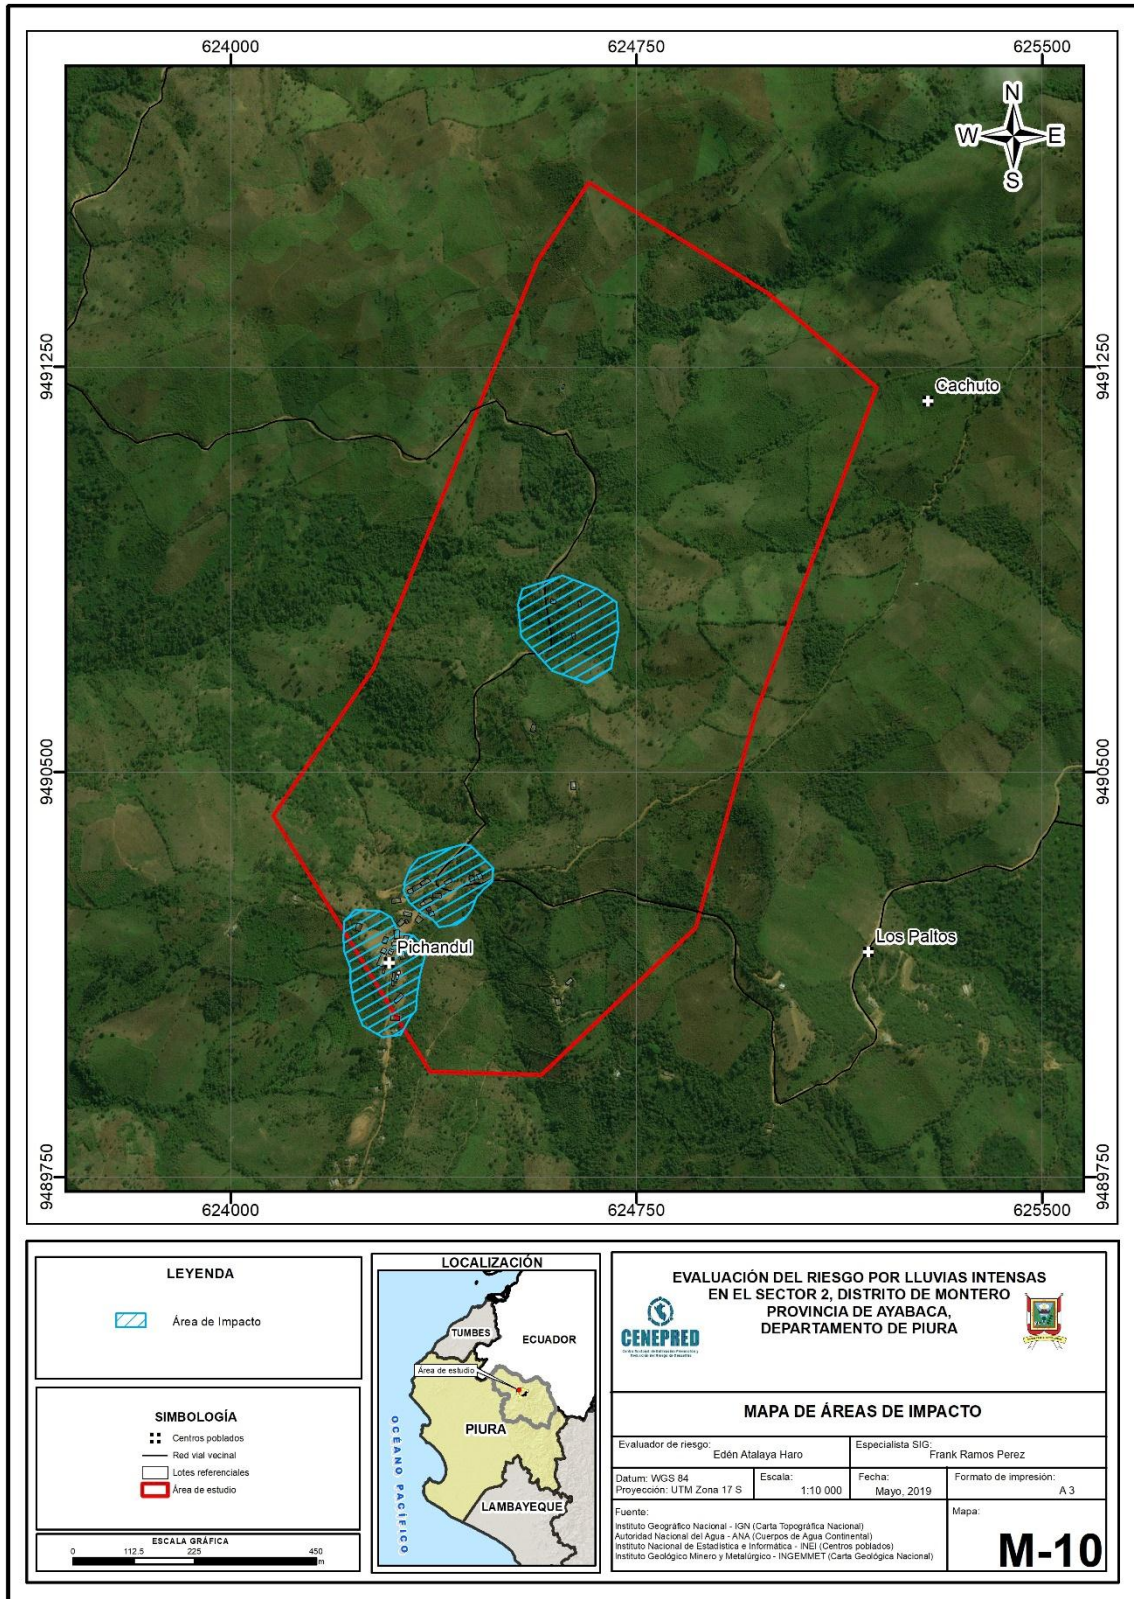 624000 624750 625500
N
W E
S
9491250 9491250
Cachuto
9490500 9490500
Los Paltos
Pichandul
9489750 9489750
624000 624750 625500
LEYENDA
Área de Impacto
SIMBOLOGÍA
Centros poblados
Red vial vecinal
Lotes referenciales
Área de estudio
ESCALA GRÁFICA
0 112.5 225 450
m
LOCALIZACIÓN
TUMBES
ECUADOR
Área de estudio
PIURA
OCÉANO PACÍFICO
LAMBAYEQUE
EVALUACIÓN DEL RIESGO POR LLUVIAS INTENSAS
EN EL SECTOR 2, DISTRITO DE MONTERO
PROVINCIA DE AYABACA,
DEPARTAMENTO DE PIURA
CENEPRED
MAPA DE ÁREAS DE IMPACTO
Evaluador de riesgo:
Edén Atalaya Haro
Especialista SIG:
Frank Ramos Perez
Datum: WGS 84
Proyección: UTM Zona 17 S
Escala:
1:10 000
Fecha:
Mayo, 2019
Formato de impresión:
A 3
Fuente:
Instituto Geográfico Nacional - IGN (Carta Topográfica Nacional)
Autoridad Nacional del Agua - ANA (Cuerpos de Agua Continental)
Instituto Nacional de Estadística e Informática - INEI (Centros poblados)
Instituto Geológico Minero y Metalúrgico - INGEMMET (Carta Geológica Nacional)
Mapa:
M-10